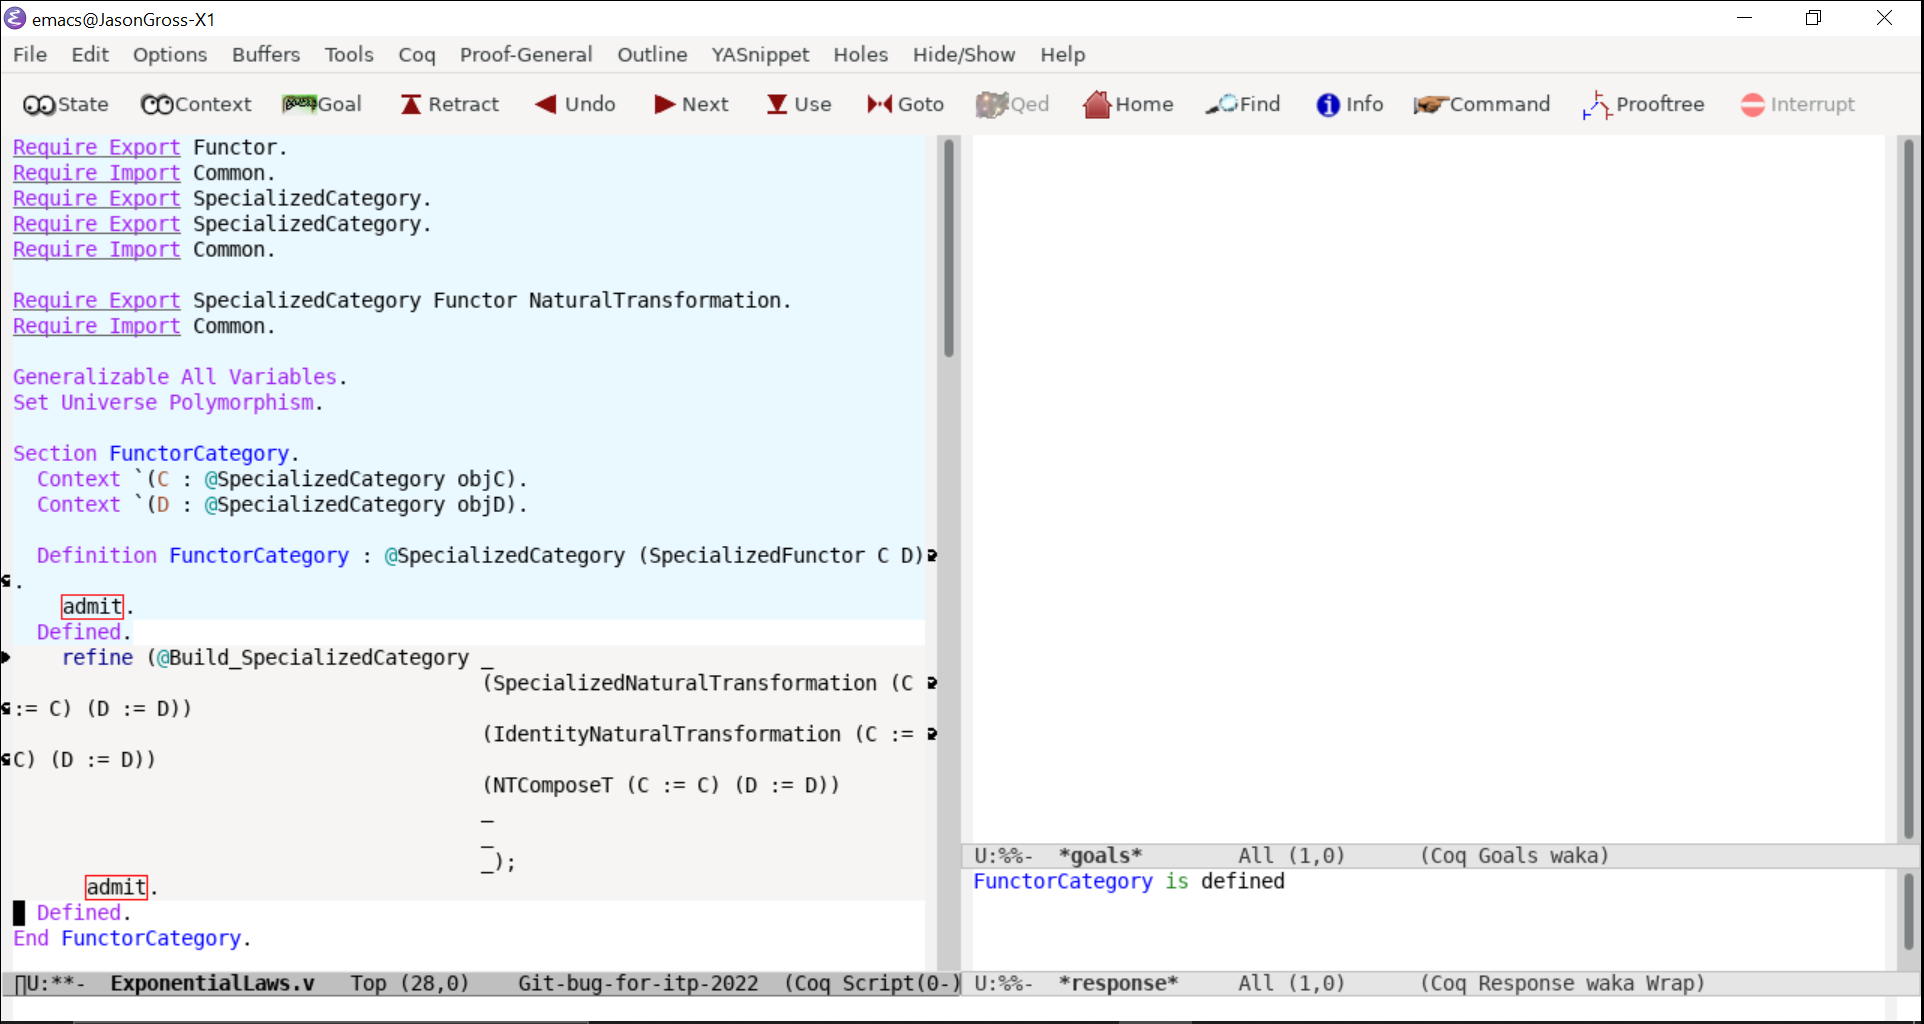 emacs@JasonGross-X1
File Edit Options Buffers Tools Coq Proof-General Outline YASnippet Holes Hide/Show Help
State Context Goal Retract Undo Next Use Goto Qed Home Find Info Command Prooftree Interrupt
Require Export Functor.
Require Import Common.
Require Export SpecializedCategory.
Require Export SpecializedCategory.
Require Import Common.
Require Export SpecializedCategory Functor NaturalTransformation.
Require Import Common.
Generalizable All Variables.
Set Universe Polymorphism.
Section FunctorCategory.
Context `(C : @SpecializedCategory objC).
Context `(D : @SpecializedCategory objD).
Definition FunctorCategory : @SpecializedCategory (SpecializedFunctor C D)
.
admit.
Defined.
refine (@Build_SpecializedCategory _
(SpecializedNaturalTransformation (C
:= C) (D := D))
(IdentityNaturalTransformation (C :=
C) (D := D))
(NTComposeT (C := C) (D := D))
_
_
_);
admit.
Defined.
End FunctorCategory.
U:**- ExponentialLaws.v Top (28,0) Git-bug-for-itp-2022 (Coq Script(0-)
U:%%- *goals* All (1,0) (Coq Goals waka)
FunctorCategory is defined
U:%%- *response* All (1,0) (Coq Response waka Wrap)